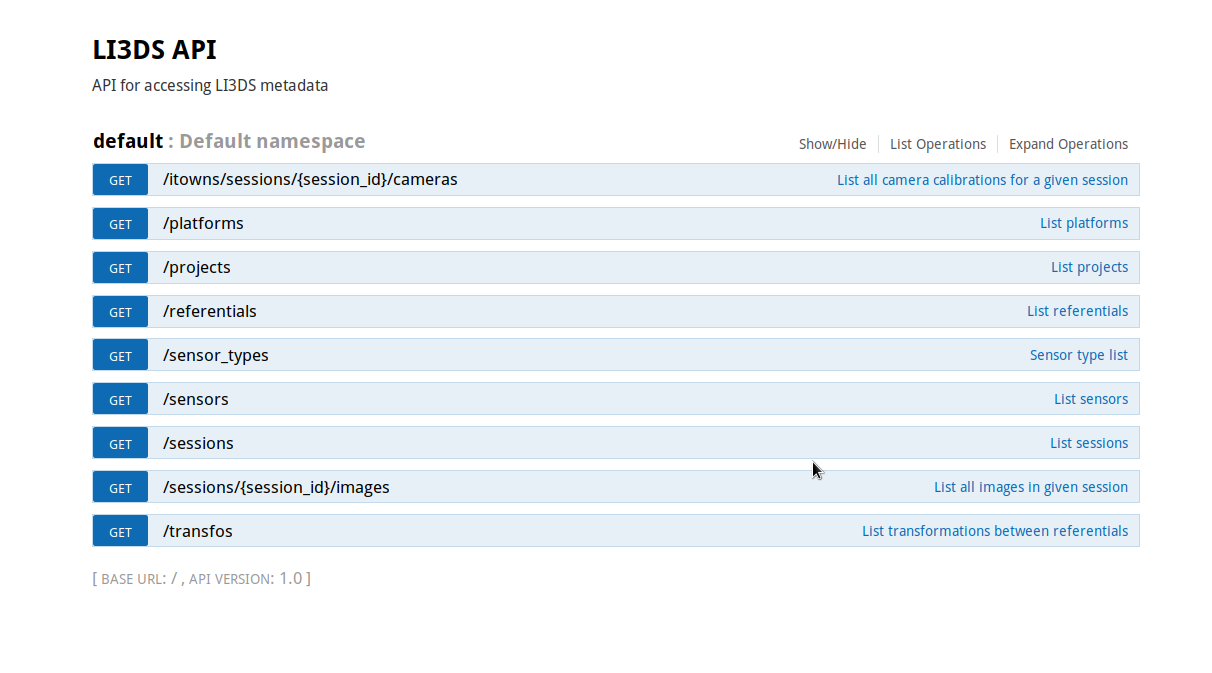 LI3DS API
API for accessing LI3DS metadata
default : Default namespace Show/Hide List Operations Expand Operations
GET /itowns/sessions/{session_id}/cameras List all camera calibrations for a given session
GET /platforms List platforms
GET /projects List projects
GET /referentials List referentials
GET /sensor_types Sensor type list
GET /sensors List sensors
GET /sessions List sessions
GET /sessions/{session_id}/images List all images in given session
GET /transfos List transformations between referentials
[ BASE URL: / , API VERSION: 1.0 ]